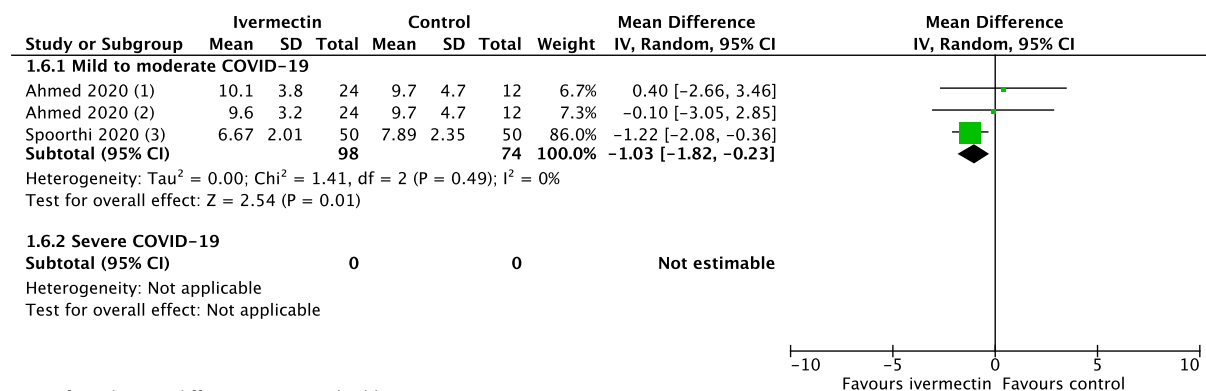 Ivermectin Control Mean Difference Mean Difference
Study or Subgroup Mean SD Total Mean SD Total Weight IV, Random, 95% CI IV, Random, 95% CI
1.6.1 Mild to moderate COVID-19
Ahmed 2020 (1) 10.1 3.8 24 9.7 4.7 12 6.7% 0.40 [-2.66, 3.46]
Ahmed 2020 (2) 9.6 3.2 24 9.7 4.7 12 7.3% -0.10 [-3.05, 2.85]
Spoorthi 2020 (3) 6.67 2.01 50 7.89 2.35 50 86.0% -1.22 [-2.08, -0.36]
Subtotal (95% CI) 98 74 100.0% -1.03 [-1.82, -0.23]
Heterogeneity: Tau² = 0.00; Chi² = 1.41, df = 2 (P = 0.49); I² = 0%
Test for overall effect: Z = 2.54 (P = 0.01)
1.6.2 Severe COVID-19
Subtotal (95% CI) 0 0 Not estimable
Heterogeneity: Not applicable
Test for overall effect: Not applicable
-10 -5 0 5 10
Favours ivermectin Favours control